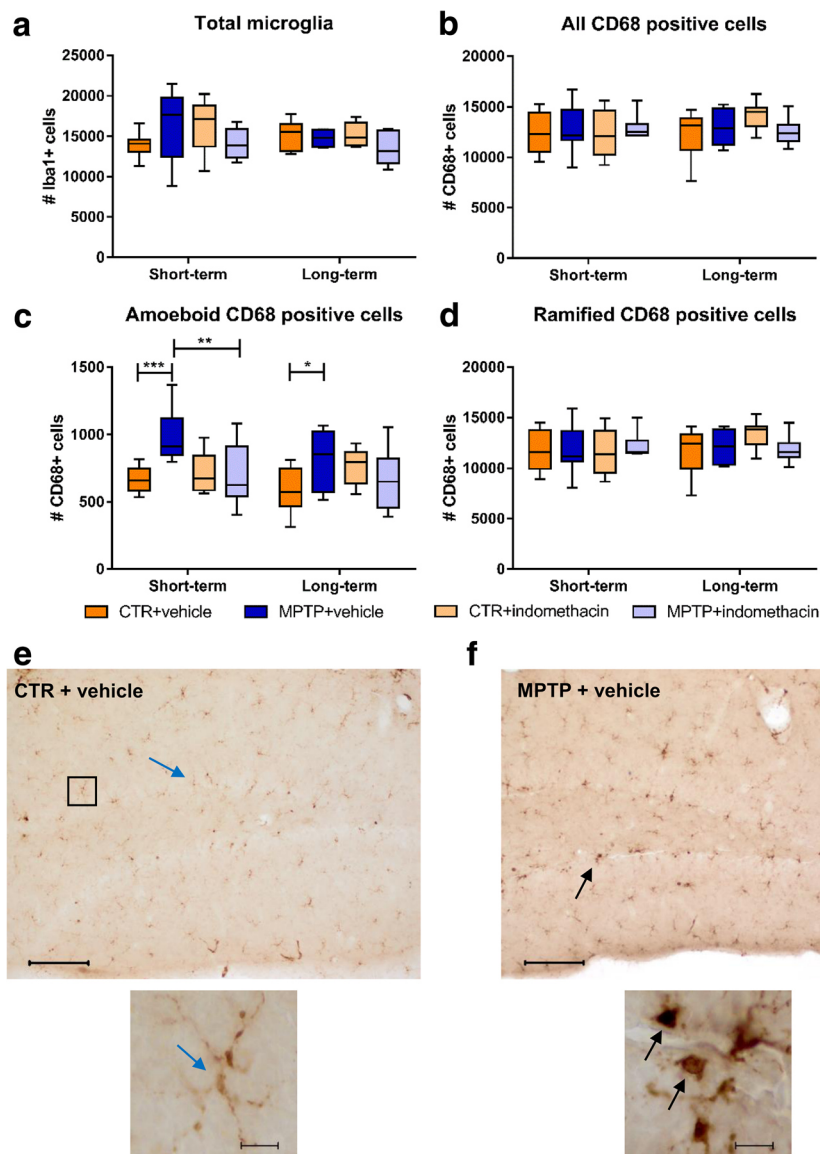 a
Total microglia
# Iba1+ cells
25000
20000
15000
10000
5000
0
Short-term
Long-term
b
All CD68 positive cells
# CD68+ cells
20000
15000
10000
5000
0
Short-term
Long-term
c
Amoeboid CD68 positive cells
# CD68+ cells
1500
1000
500
0
***
**
*
Short-term
Long-term
d
Ramified CD68 positive cells
# CD68+ cells
20000
15000
10000
5000
0
Short-term
Long-term
CTR+vehicle MPTP+vehicle CTR+indomethacin MPTP+indomethacin
e
CTR + vehicle
f
MPTP + vehicle